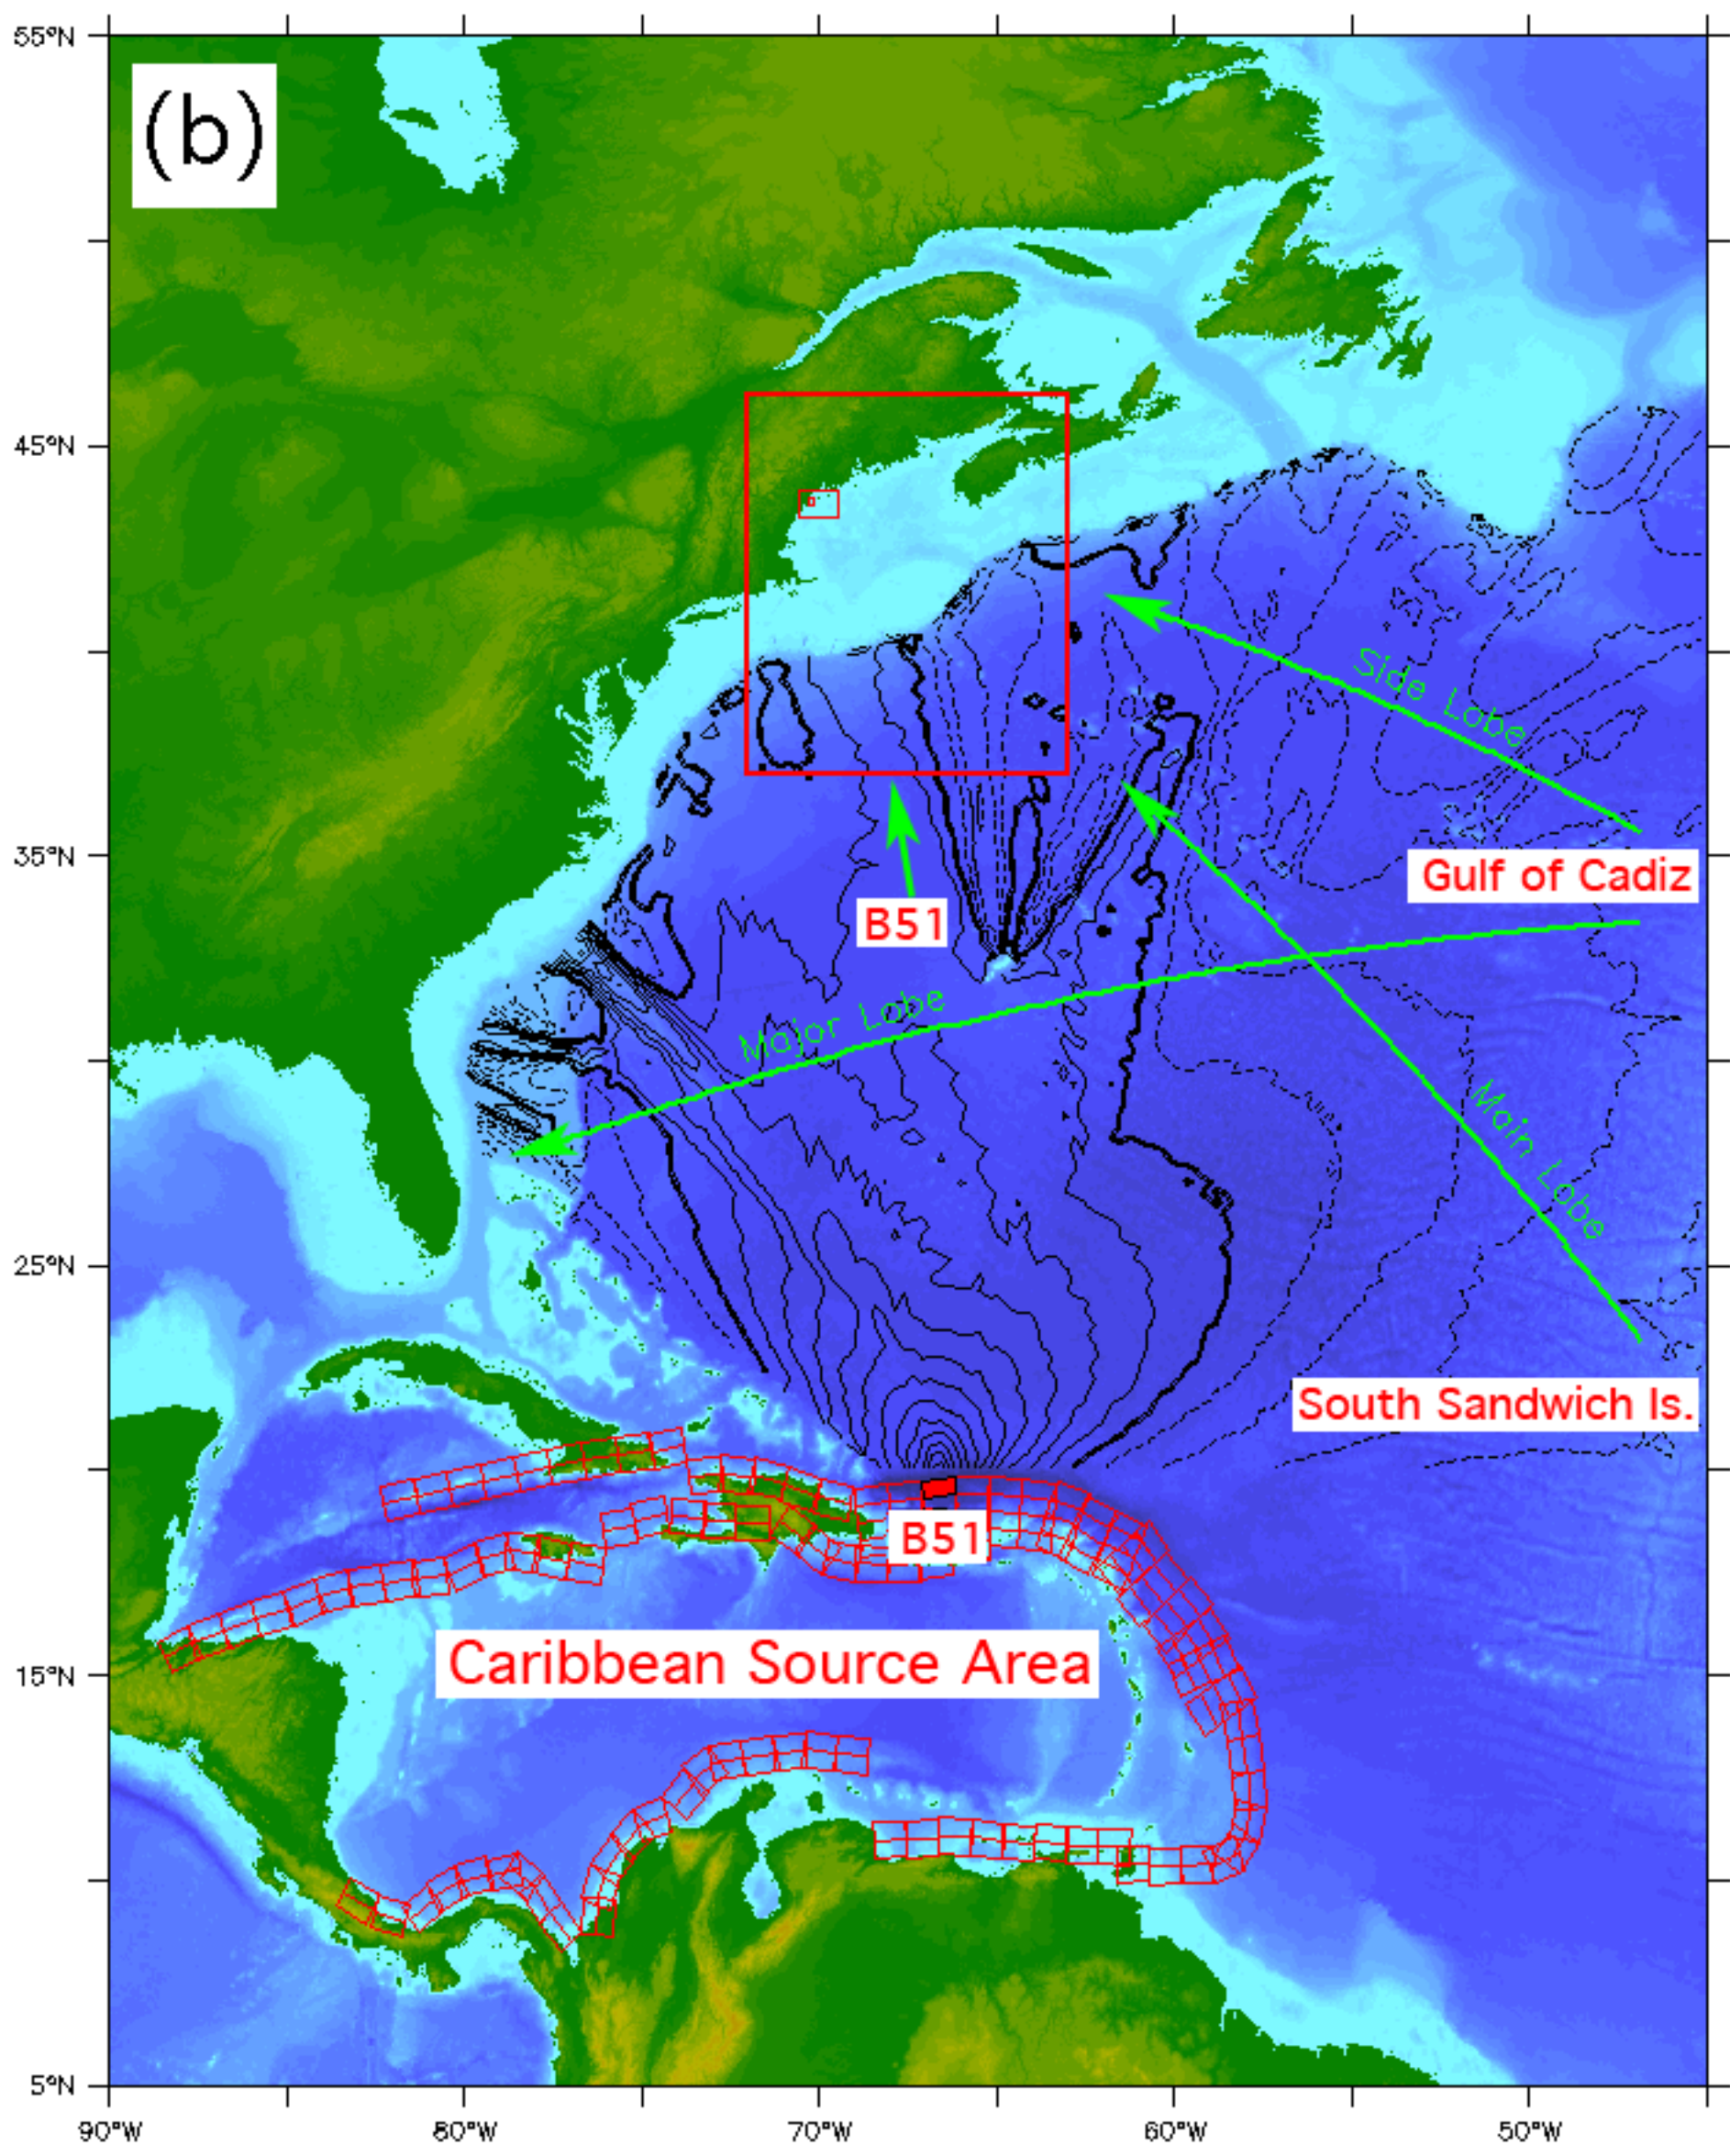 55°N
(b)
45°N
Side Lobe
35°N
Gulf of Cadiz
B51
Major Lobe
Main Lobe
25°N
South Sandwich Is.
B51
Caribbean Source Area
15°N
5°N
90°W 80°W 70°W 60°W 50°W